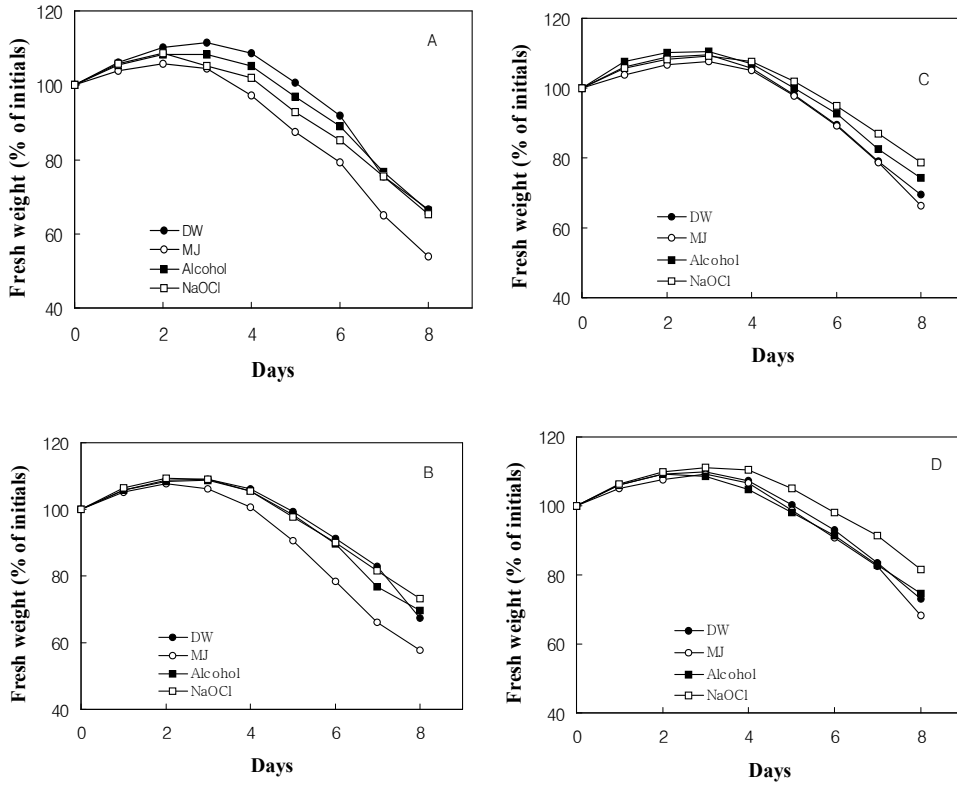 A
Fresh weight (% of initials)
120
100
80
60
40
DW
MJ
Alcohol
NaOCl
0 2 4 6 8
Days
C
Fresh weight (% of initials)
120
100
80
60
40
DW
MJ
Alcohol
NaOCl
0 2 4 6 8
Days
B
Fresh weight (% of initials)
120
100
80
60
40
DW
MJ
Alcohol
NaOCl
0 2 4 6 8
Days
D
Fresh weight (% of initials)
120
100
80
60
40
DW
MJ
Alcohol
NaOCl
0 2 4 6 8
Days